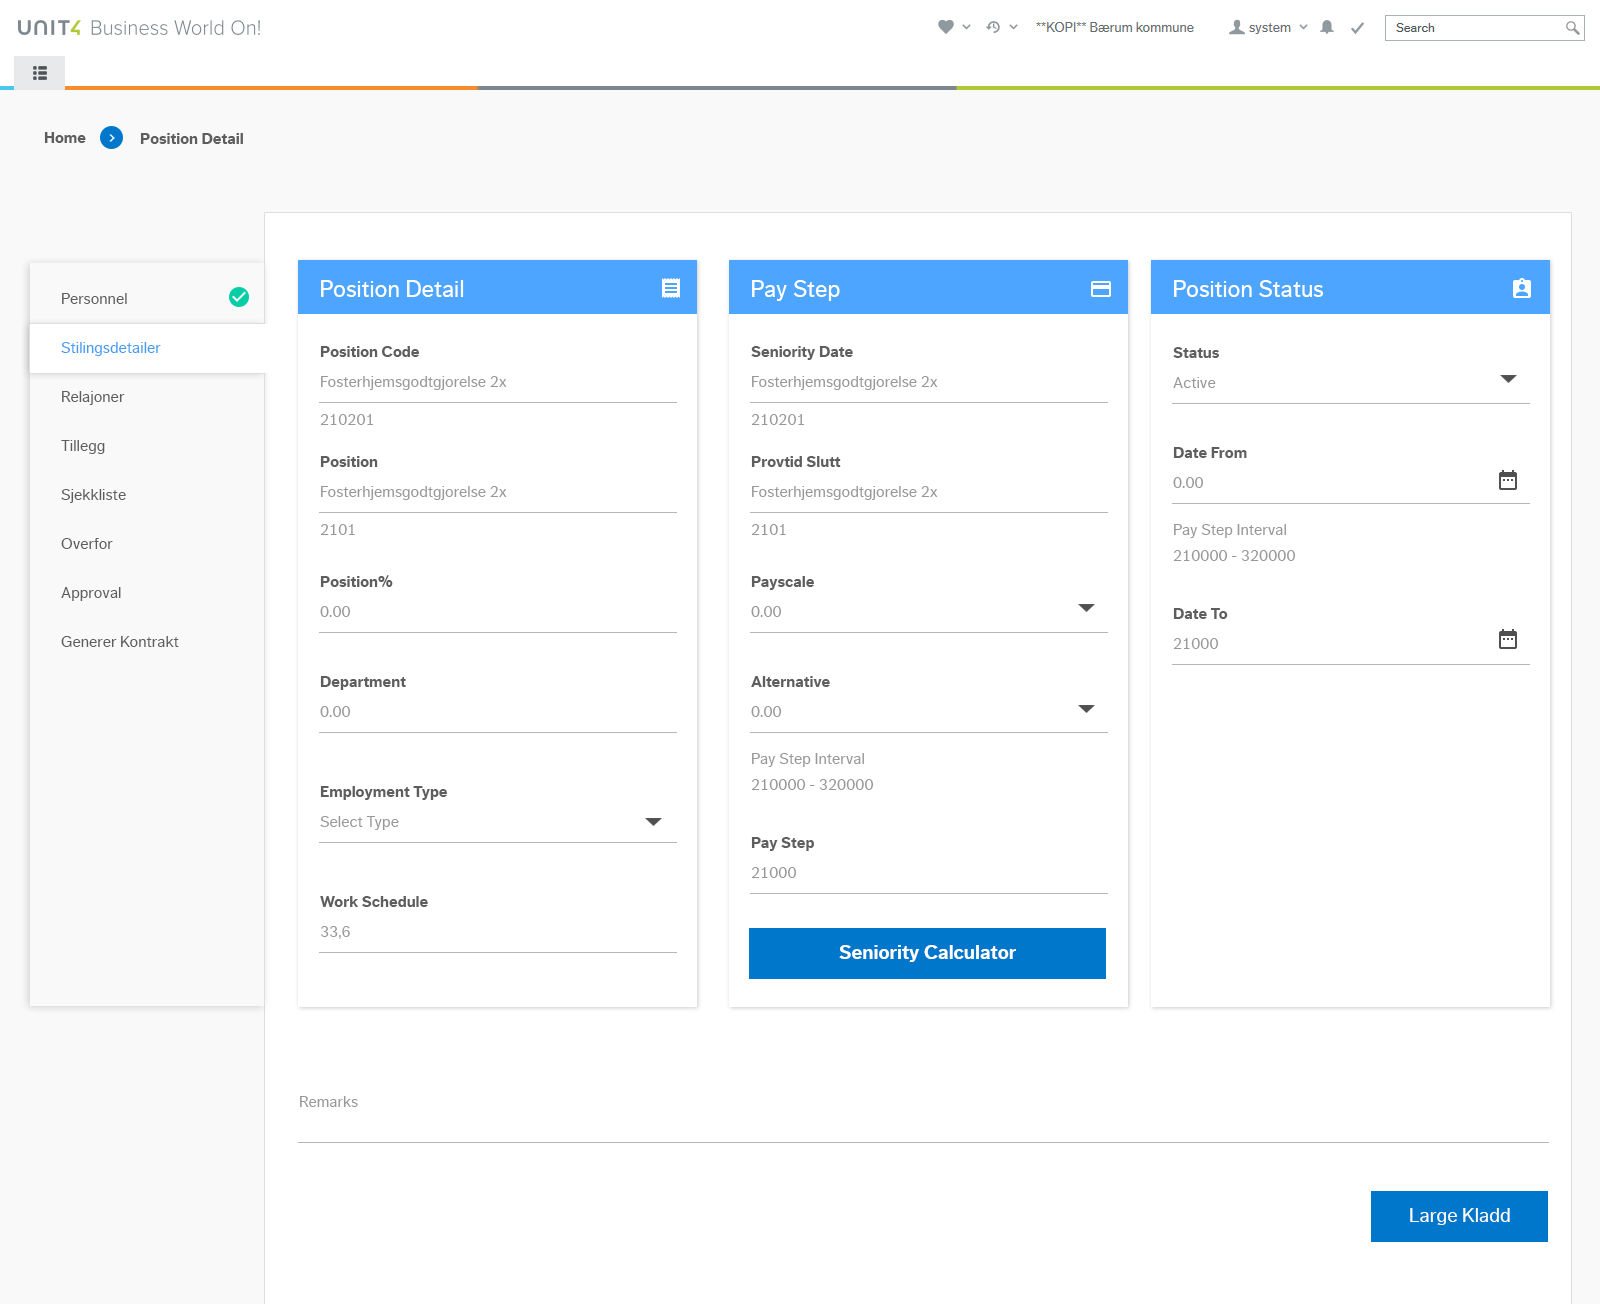 UNIT4 Business World On!
**KOPI** Bærum kommune
system
Search
Home
Position Detail
Personnel
Stilingsdetailer
Relajoner
Tillegg
Sjekkliste
Overfor
Approval
Generer Kontrakt
Position Detail
Position Code
Fosterhjemsgodtgjorelse 2x
210201
Position
Fosterhjemsgodtgjorelse 2x
2101
Position%
0.00
Department
0.00
Employment Type
Select Type
Work Schedule
33,6
Pay Step
Seniority Date
Fosterhjemsgodtgjorelse 2x
210201
Provtid Slutt
Fosterhjemsgodtgjorelse 2x
2101
Payscale
0.00
Alternative
0.00
Pay Step Interval
210000 - 320000
Pay Step
21000
Seniority Calculator
Position Status
Status
Active
Date From
0.00
Pay Step Interval
210000 - 320000
Date To
21000
Remarks
Large Kladd